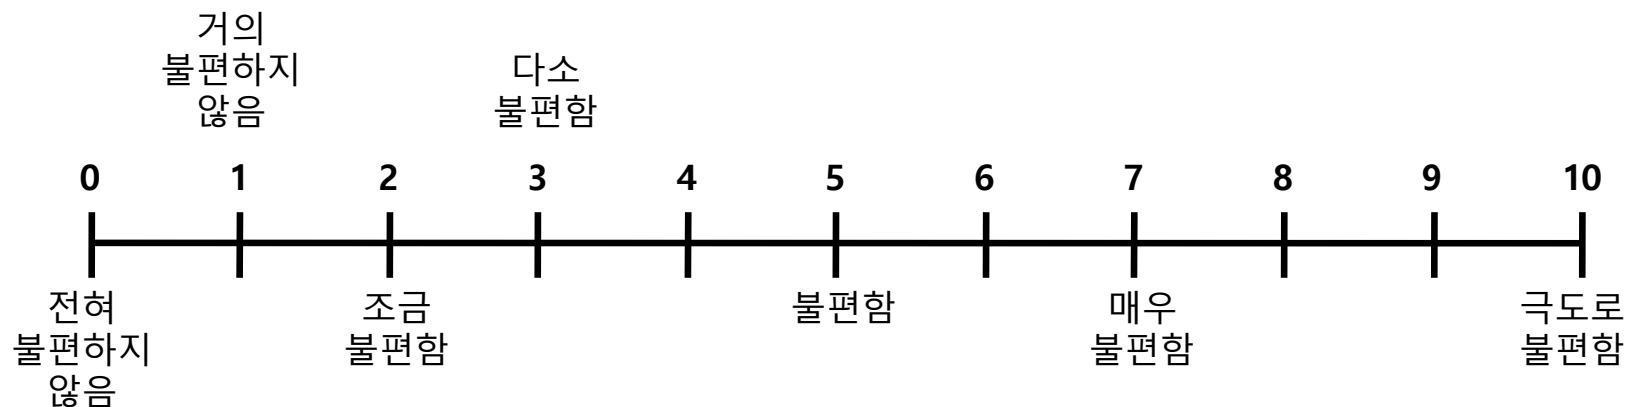 거의
불편하지
않음
다소
불편함
0 1 2 3 4 5 6 7 8 9 10
전혀
불편하지
않음
조금
불편함
불편함
매우
불편함
극도로
불편함